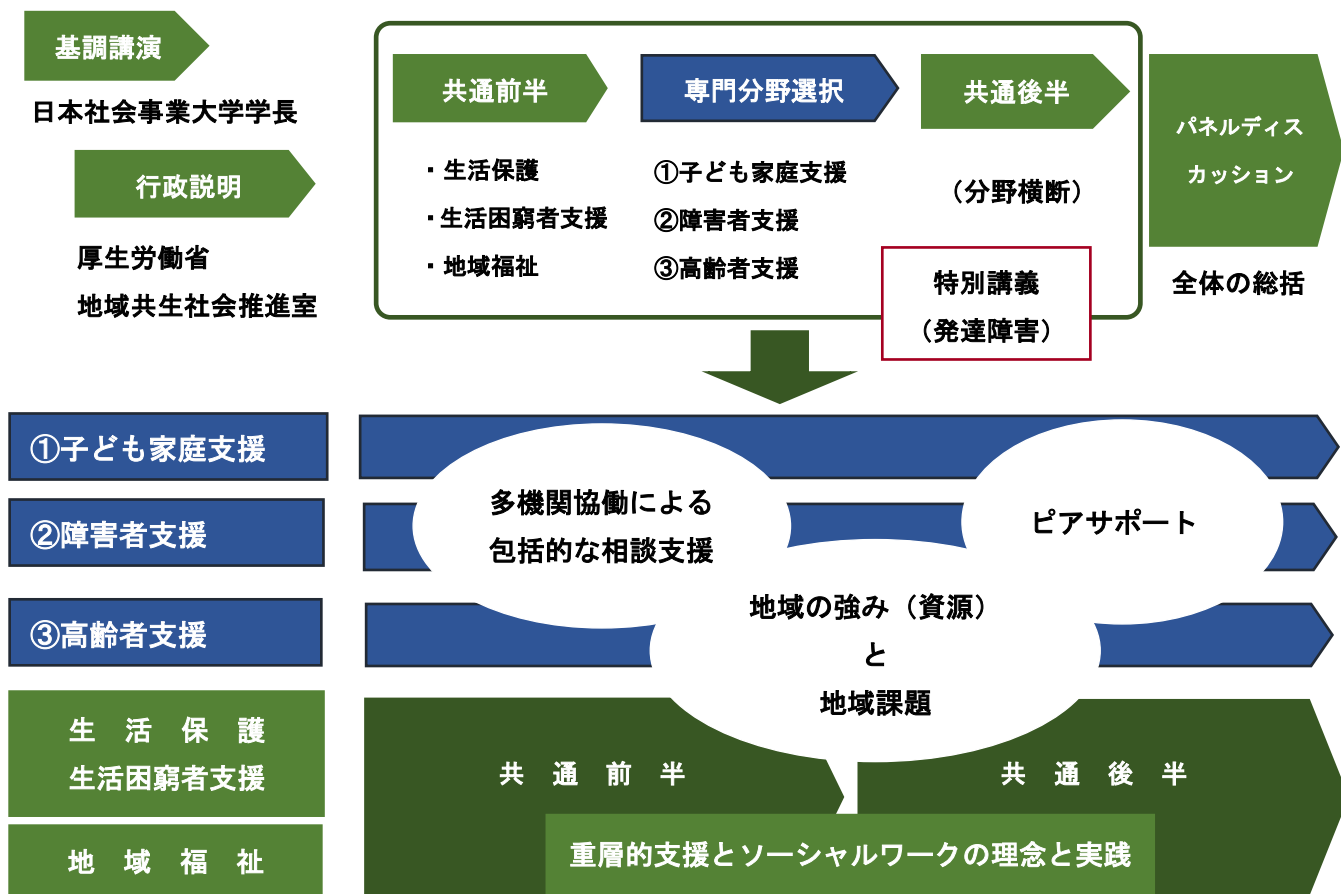 基調講演
日本社会事業大学学長
行政説明
厚生労働省
地域共生社会推進室
共通前半
・生活保護
・生活困窮者支援
・地域福祉
専門分野選択
①子ども家庭支援
②障害者支援
③高齢者支援
共通後半
（分野横断）
特別講義
（発達障害）
パネルディス
カッション
全体の総括
①子ども家庭支援
②障害者支援
③高齢者支援
多機関協働による
包括的な相談支援
ピアサポート
地域の強み（資源）
と
地域課題
生　活　保　護
生活困窮者支援
地　域　福　祉
共　通　前　半
共　通　後　半
重層的支援とソーシャルワークの理念と実践